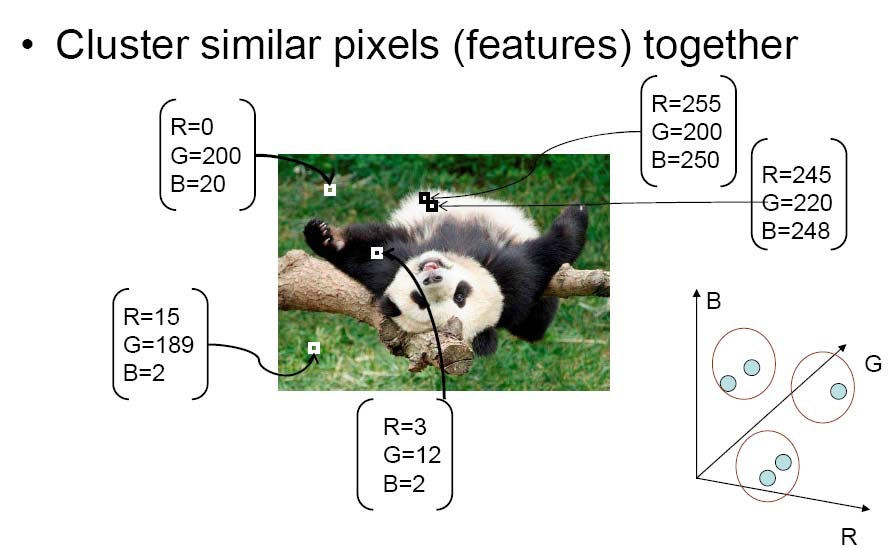 • Cluster similar pixels (features) together
R=0
G=200
B=20
R=255
G=200
B=250
R=245
G=220
B=248
R=15
G=189
B=2
R=3
G=12
B=2
B
G
R